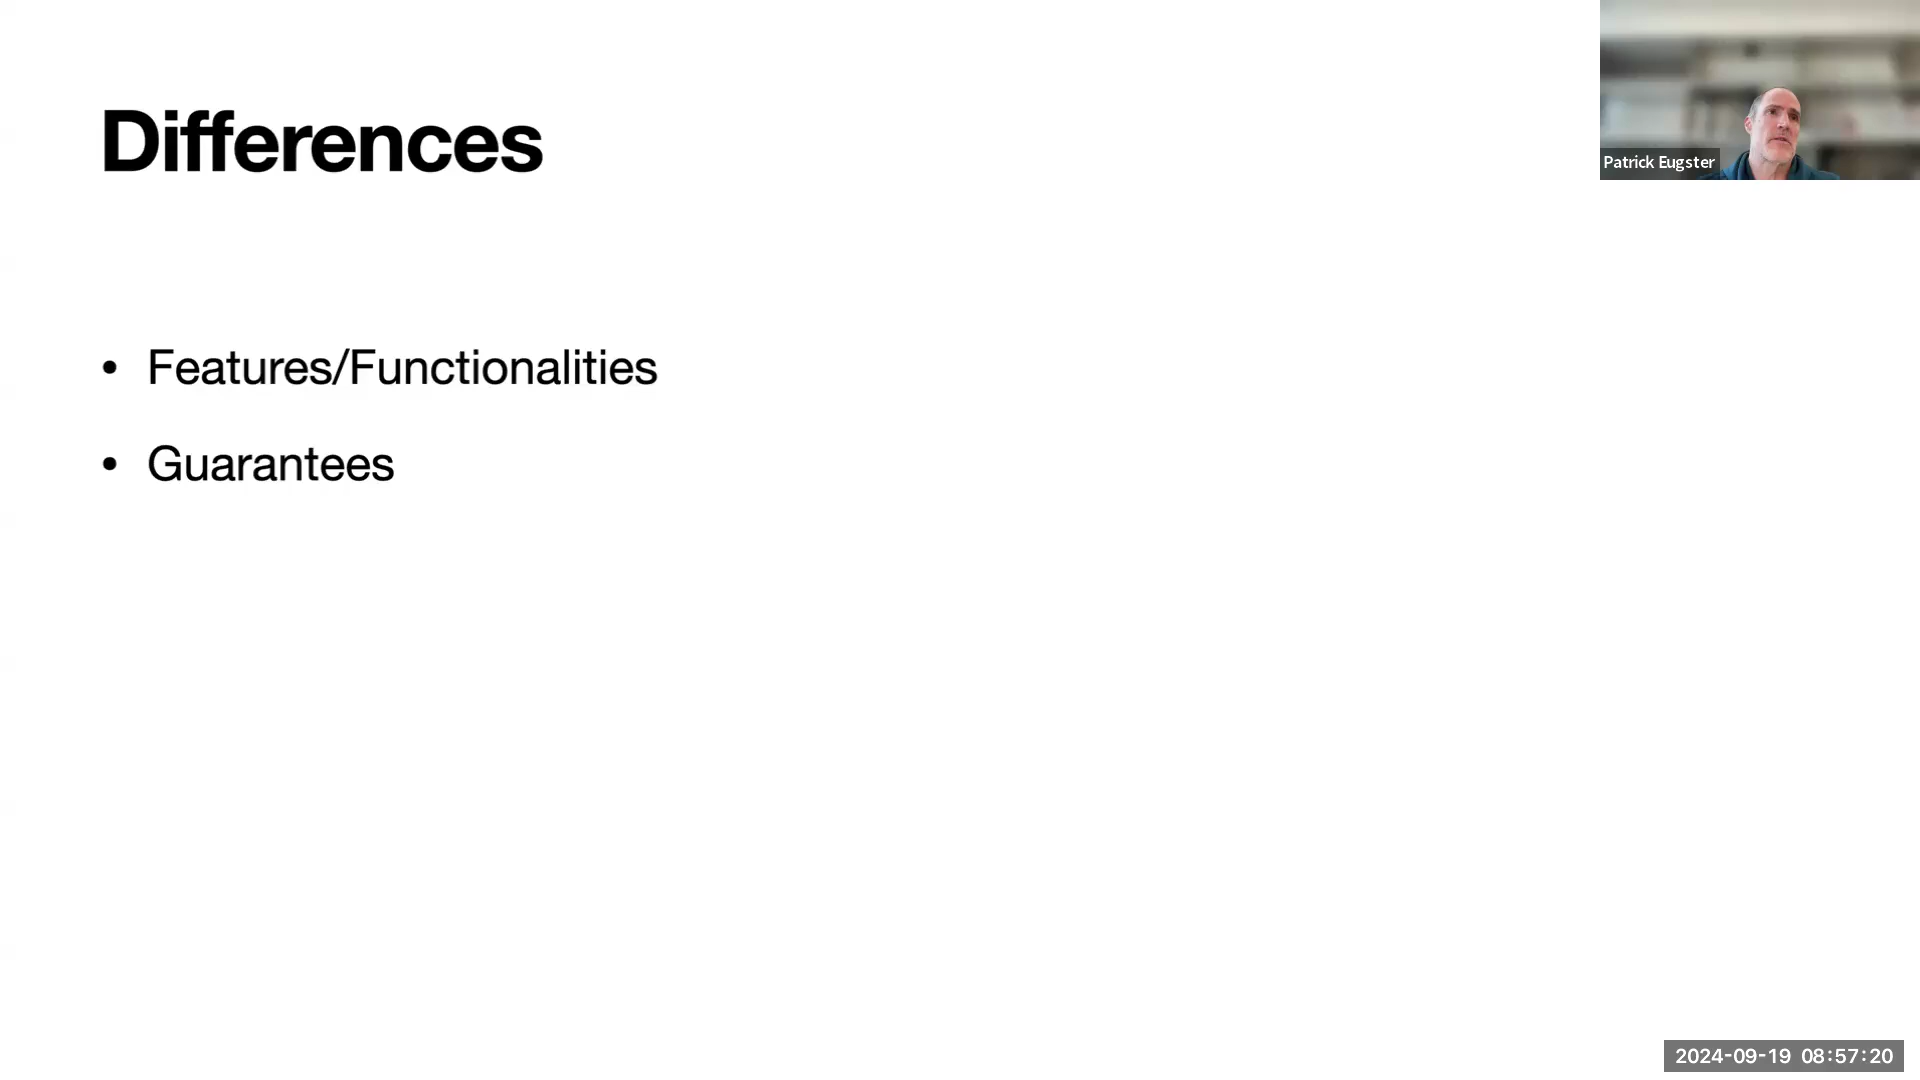 Differences
Patrick Eugster
• Features/Functionalities
• Guarantees
2024-09-19 08:57:20